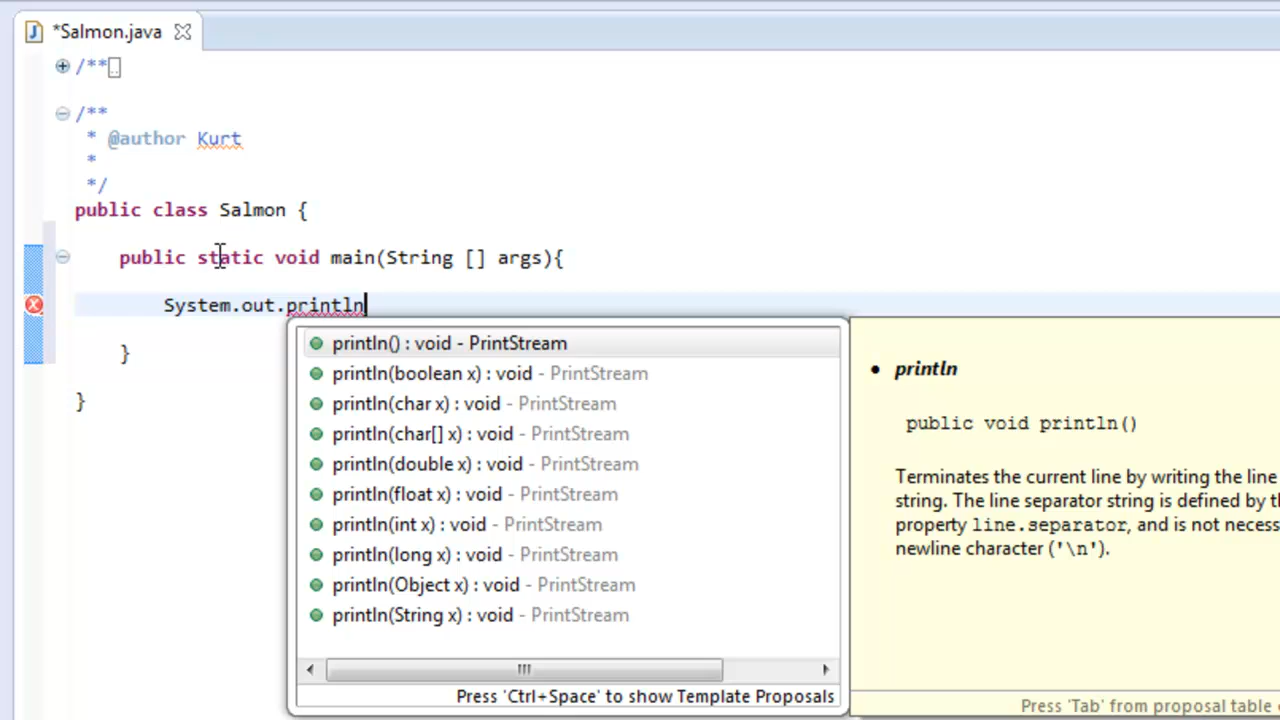 *Salmon.java
/**
/**
* @author Kurt
*
*/
public class Salmon {
public static void main(String [] args){
System.out.println
}
}
println() : void - PrintStream
println(boolean x) : void - PrintStream
println(char x) : void - PrintStream
println(char[] x) : void - PrintStream
println(double x) : void - PrintStream
println(float x) : void - PrintStream
println(int x) : void - PrintStream
println(long x) : void - PrintStream
println(Object x) : void - PrintStream
println(String x) : void - PrintStream
Press 'Ctrl+Space' to show Template Proposals
• println
public void println()
Terminates the current line by writing the line
string. The line separator string is defined by
property line.separator, and is not
newline character ('\n').
Press 'Tab' from proposal table